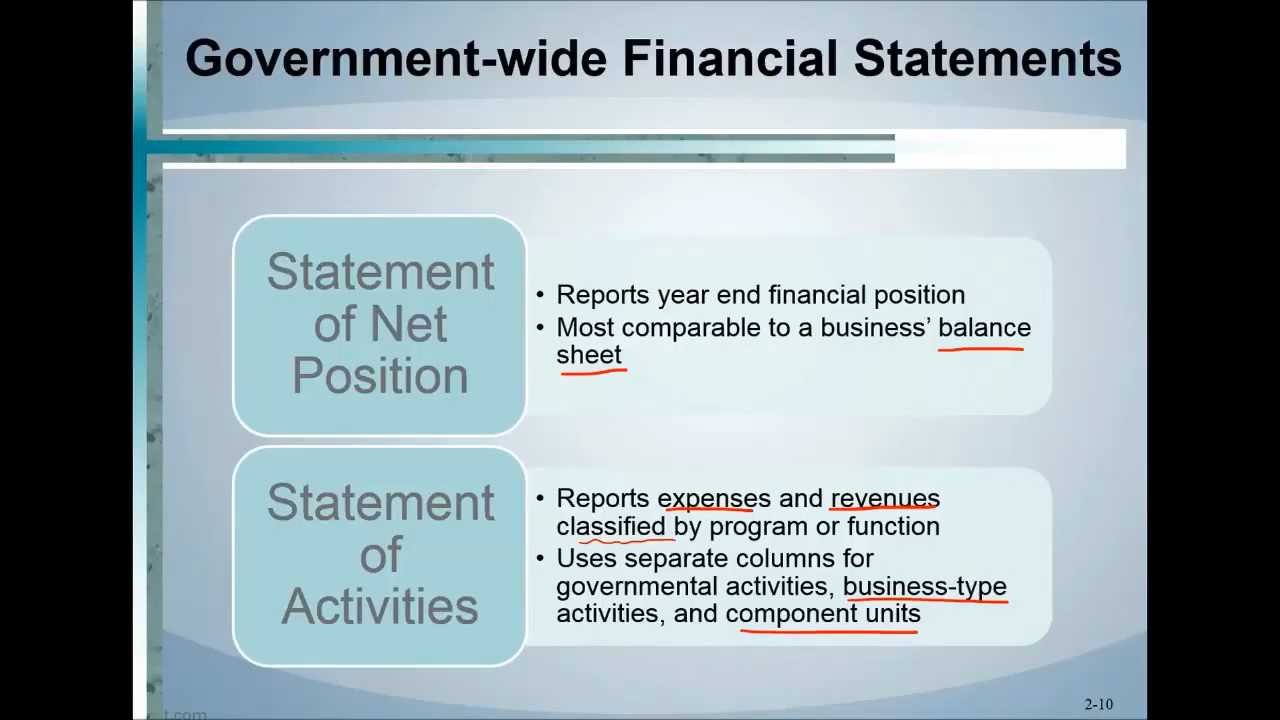 Government-wide Financial Statements
Statement
of Net
Position
• Reports year end financial position
• Most comparable to a business’ balance
sheet
Statement
of
Activities
• Reports expenses and revenues
classified by program or function
• Uses separate columns for
governmental activities, business-type
activities, and component units
2-10
t.com